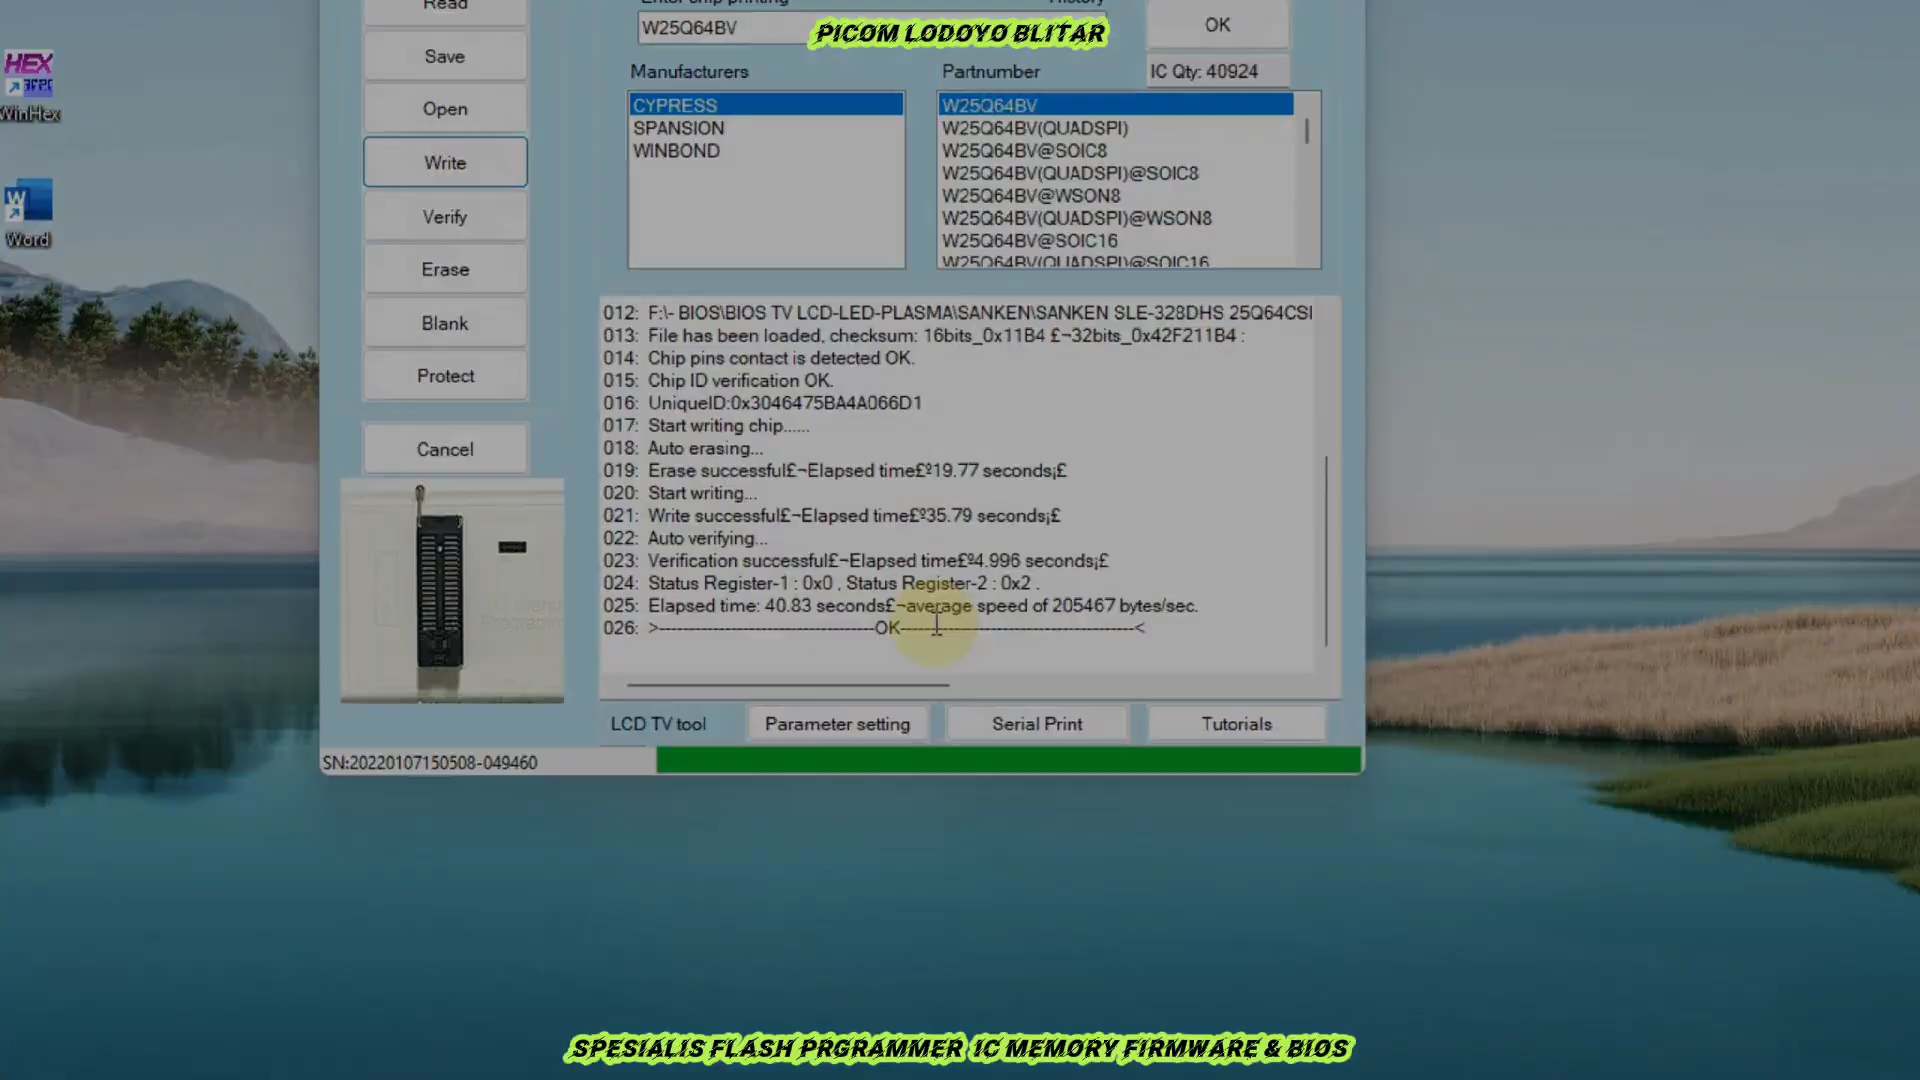 Read
W25Q64BV
PICOM LODOYO BLITAR
OK
Save
Manufacturers
Partnumber
IC Qty: 40924
HEX
WinHex
Open
CYPRESS
SPANSION
WINBOND
W25Q64BV
W25Q64BV(QUADSPI)
W25Q64BV@SOIC8
W25Q64BV(QUADSPI)@SOIC8
W25Q64BV@WSON8
W25Q64BV(QUADSPI)@WSON8
W25Q64BV@SOIC16
W25Q64BV(QUADSPI)@SOIC16
Write
W
Word
Verify
Erase
Blank
Protect
Cancel
012: F:\- BIOS\BIOS TV LCD-LED-PLASMA\SANKEN\SANKEN SLE-328DHS 25Q64CSI
013: File has been loaded, checksum: 16bits_0x11B4 £¬32bits_0x42F211B4 :
014: Chip pins contact is detected OK.
015: Chip ID verification OK.
016: UniqueID:0x3046475BA4A066D1
017: Start writing chip......
018: Auto erasing...
019: Erase successful£¬Elapsed time£º19.77 seconds¡£
020: Start writing...
021: Write successful£¬Elapsed time£º35.79 seconds¡£
022: Auto verifying...
023: Verification successful£¬Elapsed time£º4.996 seconds¡£
024: Status Register-1 : 0x0 , Status Register-2 : 0x2 .
025: Elapsed time: 40.83 seconds£¬average speed of 205467 bytes/sec.
026: >-----------------------------------OK--------------------------------------<
LCD TV tool
Parameter setting
Serial Print
Tutorials
SN:20220107150508-049460
SPESIALIS FLASH PRGRAMMER IC MEMORY FIRMWARE & BIOS